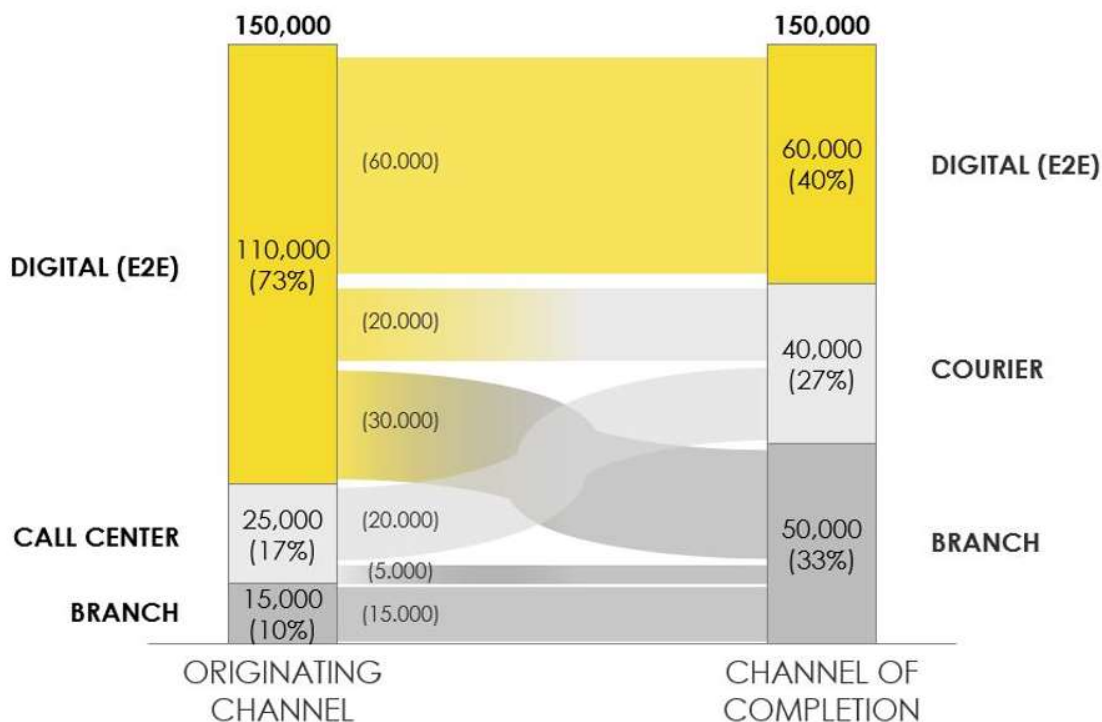 150,000
150,000
DIGITAL (E2E)
110,000
(73%)
(60.000)
60,000
(40%)
DIGITAL (E2E)
(20.000)
40,000
(27%)
COURIER
(30.000)
CALL CENTER
25,000
(17%)
(20.000)
50,000
(33%)
BRANCH
(5.000)
BRANCH
15,000
(10%)
(15.000)
ORIGINATING
CHANNEL
CHANNEL OF
COMPLETION